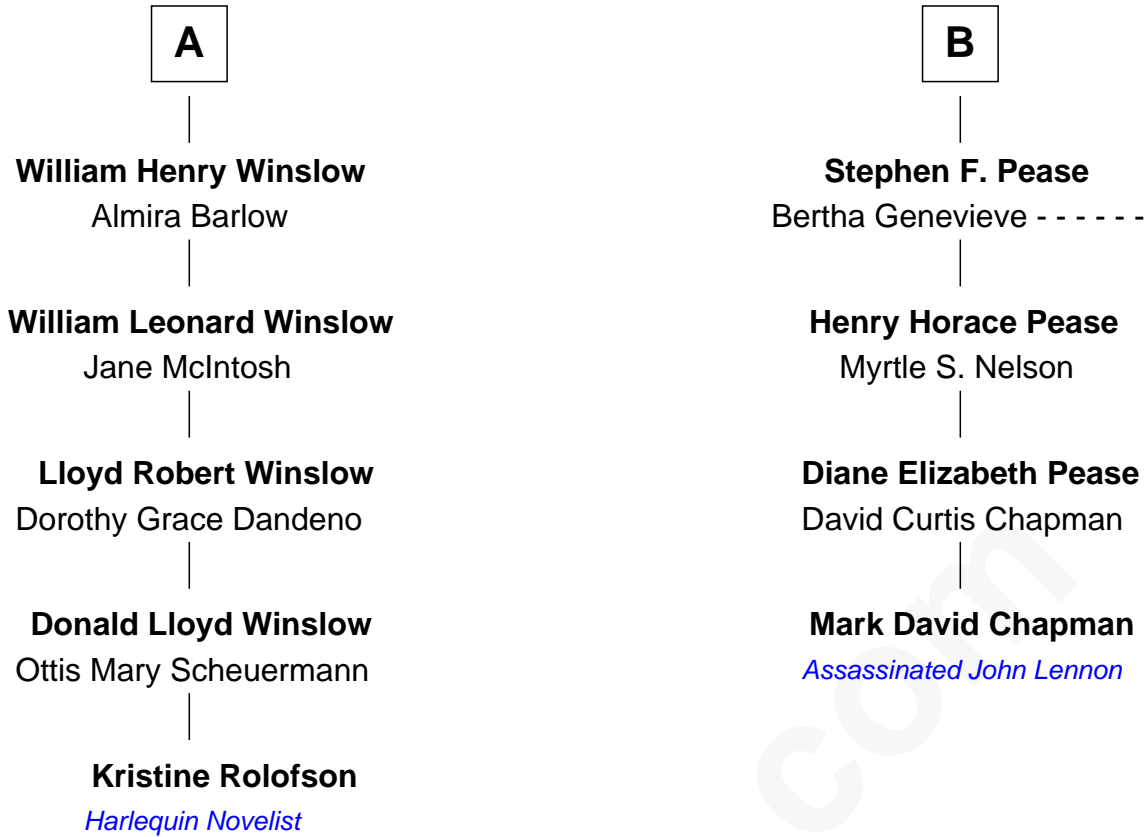 A
William Henry Winslow
Almira Barlow
William Leonard Winslow
Jane McIntosh
Lloyd Robert Winslow
Dorothy Grace Dandeno
Donald Lloyd Winslow
Ottis Mary Scheuermann
Kristine Rolofson
Harlequin Novelist
B
Stephen F. Pease
Bertha Genevieve - - - - - -
Henry Horace Pease
Myrtle S. Nelson
Diane Elizabeth Pease
David Curtis Chapman
Mark David Chapman
Assassinated John Lennon
com